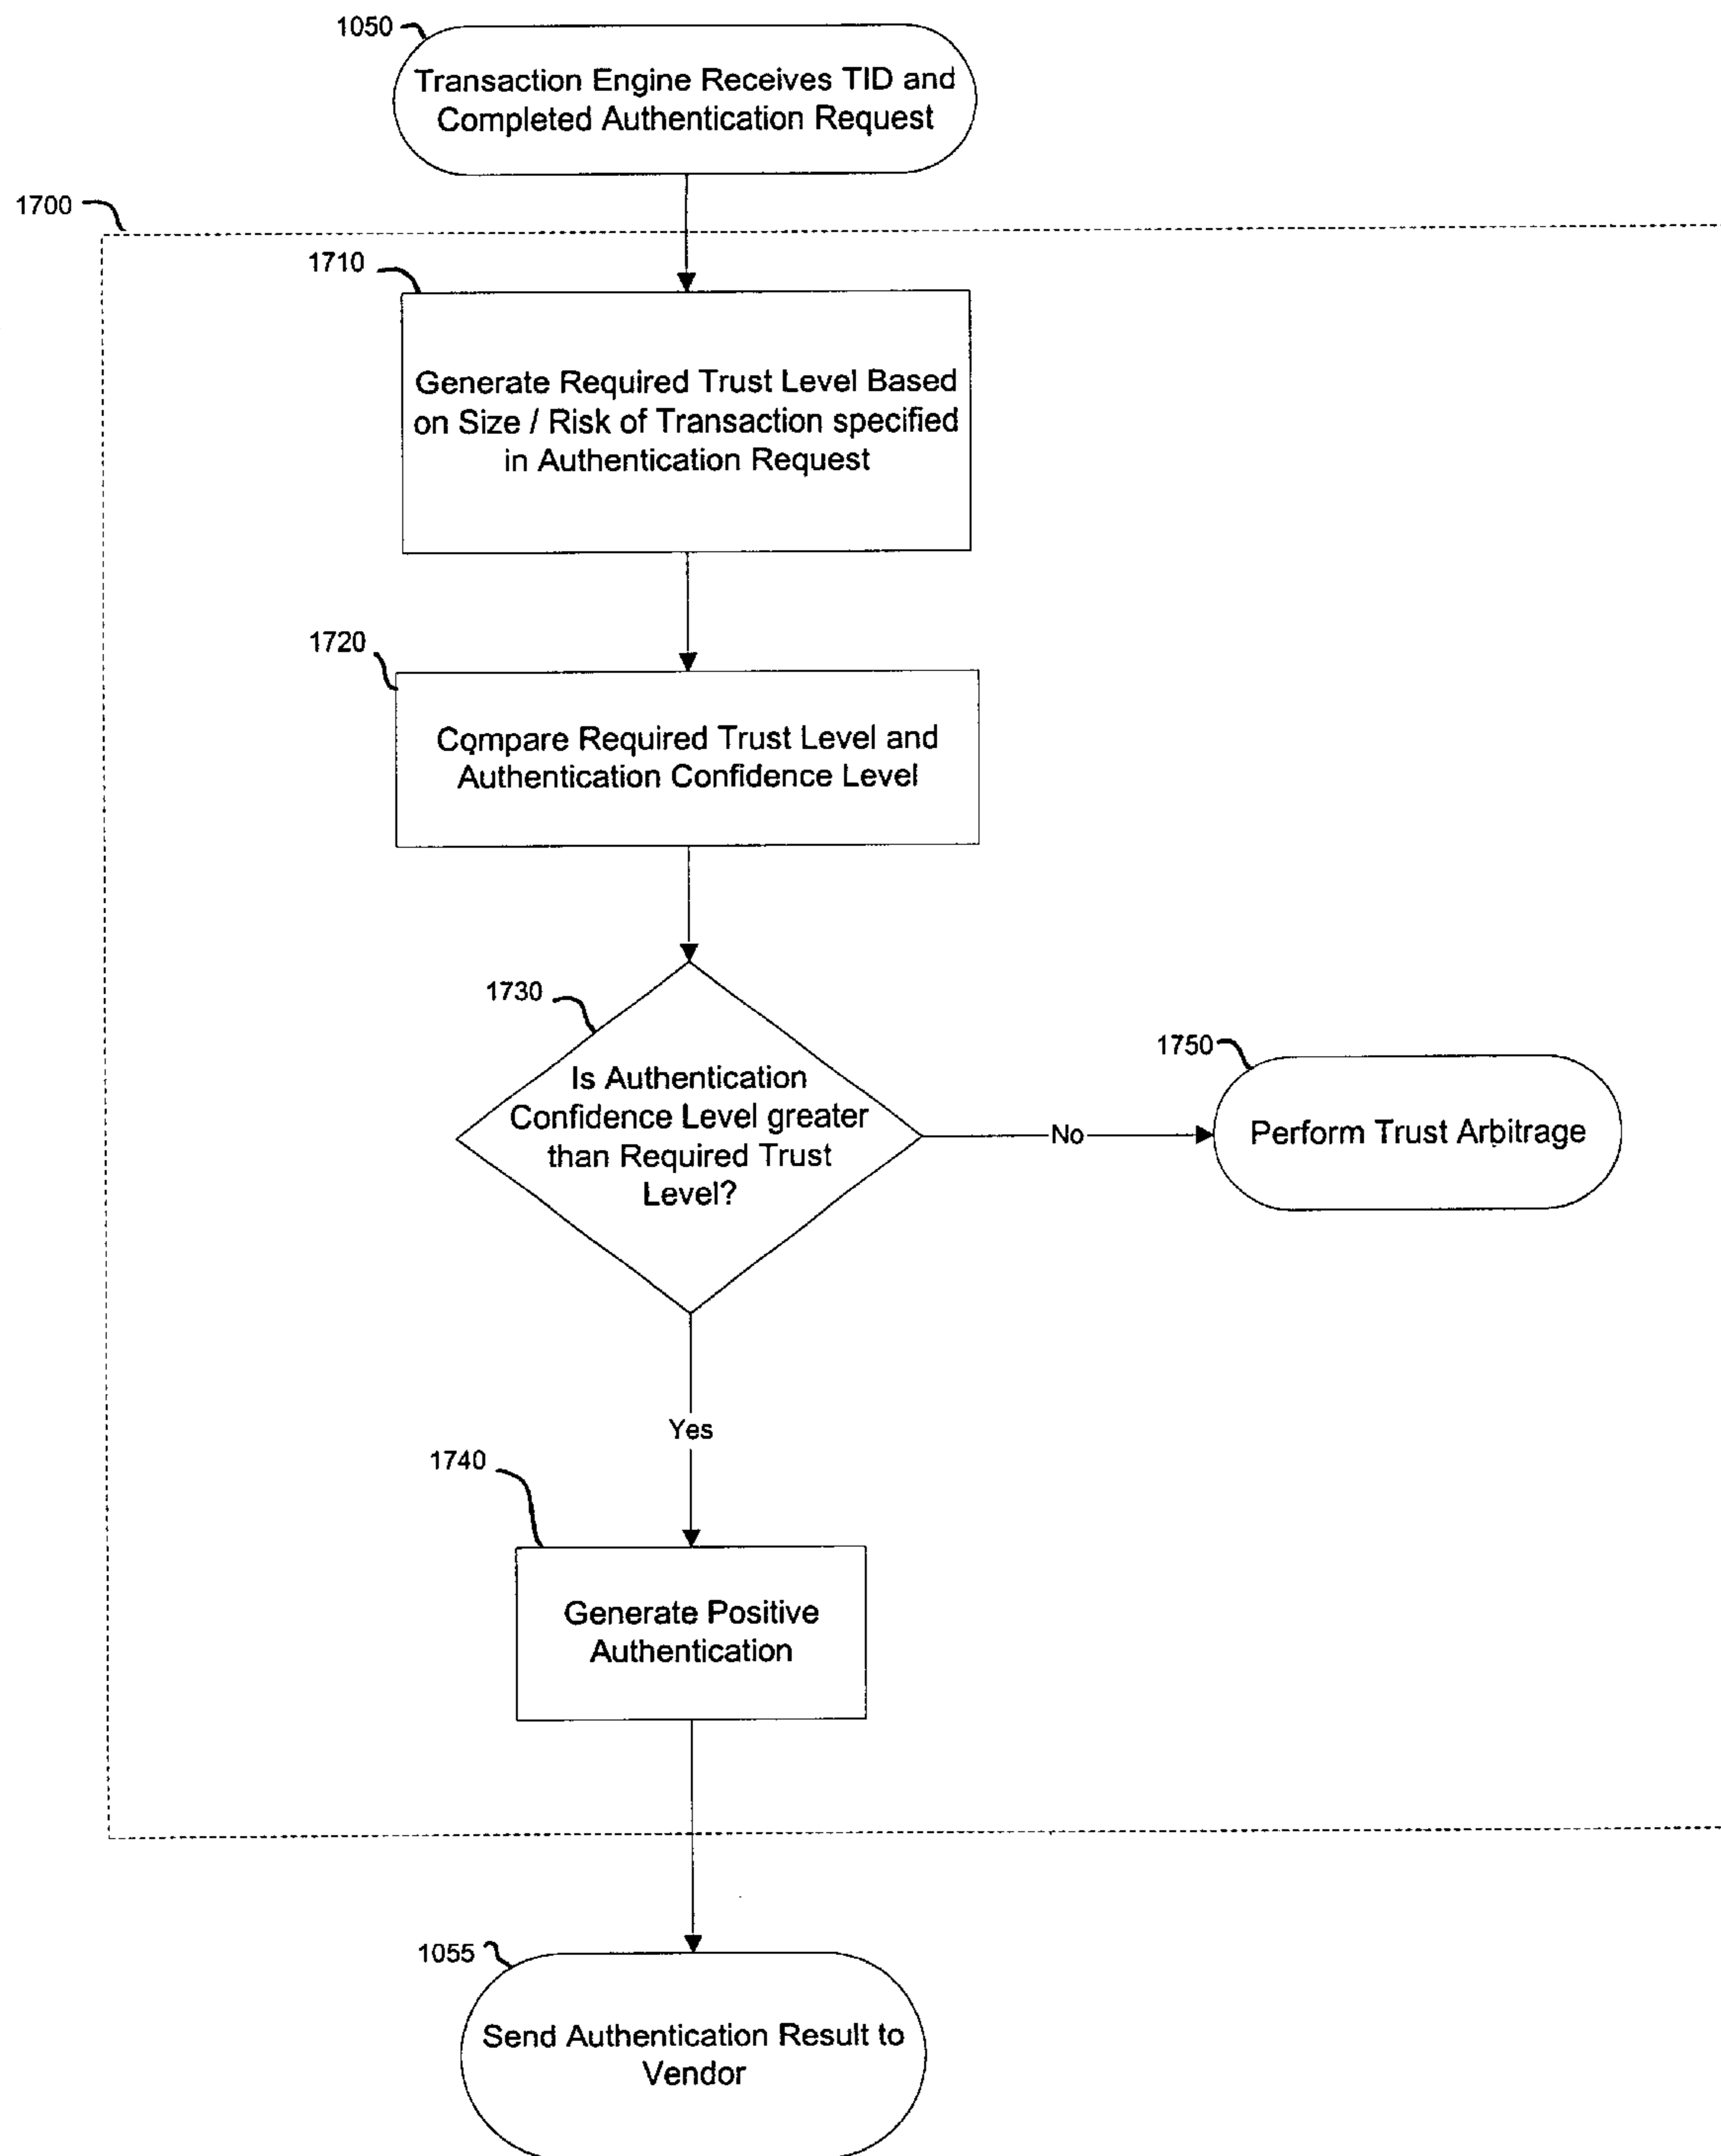 1050
Transaction Engine Receives TID and
Completed Authentication Request
1700
1710
Generate Required Trust Level Based
on Size / Risk of Transaction specified
in Authentication Request
1720
Compare Required Trust Level and
Authentication Confidence Level
1730
Is Authentication
Confidence Level greater
than Required Trust
Level?
No
1750
Perform Trust Arbitrage
Yes
1740
Generate Positive
Authentication
1055
Send Authentication Result to
Vendor